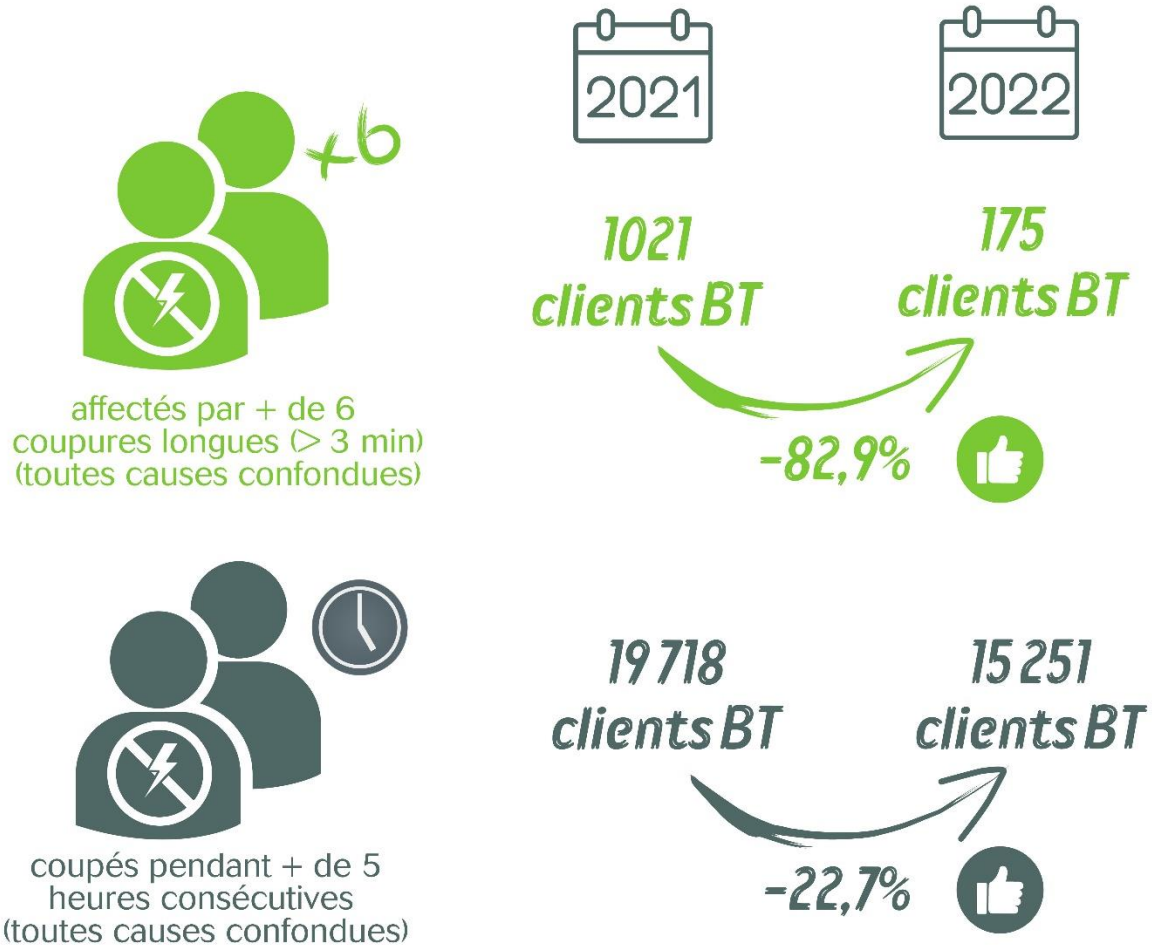 2021
2022
x6
1021
clients BT
175
clients BT
affectés par + de 6
coupures longues (> 3 min)
(toutes causes confondues)
-82,9%
19 718
clients BT
15 251
clients BT
coupés pendant + de 5
heures consécutives
(toutes causes confondues)
-22,7%